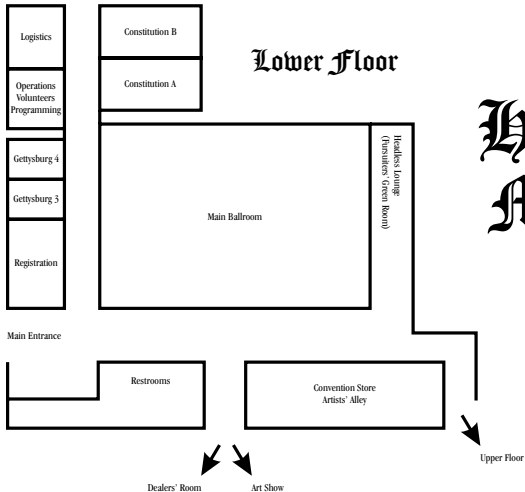 Logistics
Constitution B
Lower Floor
Constitution A
Operations
Volunteers
Programming
Gettysburg 4
Gettysburg 3
Headless Lounge
(Pursuiters' Green Room)
Main Ballroom
Registration
Main Entrance
Restrooms
Convention Store
Artists' Alley
Upper Floor
Dealers' Room
Art Show